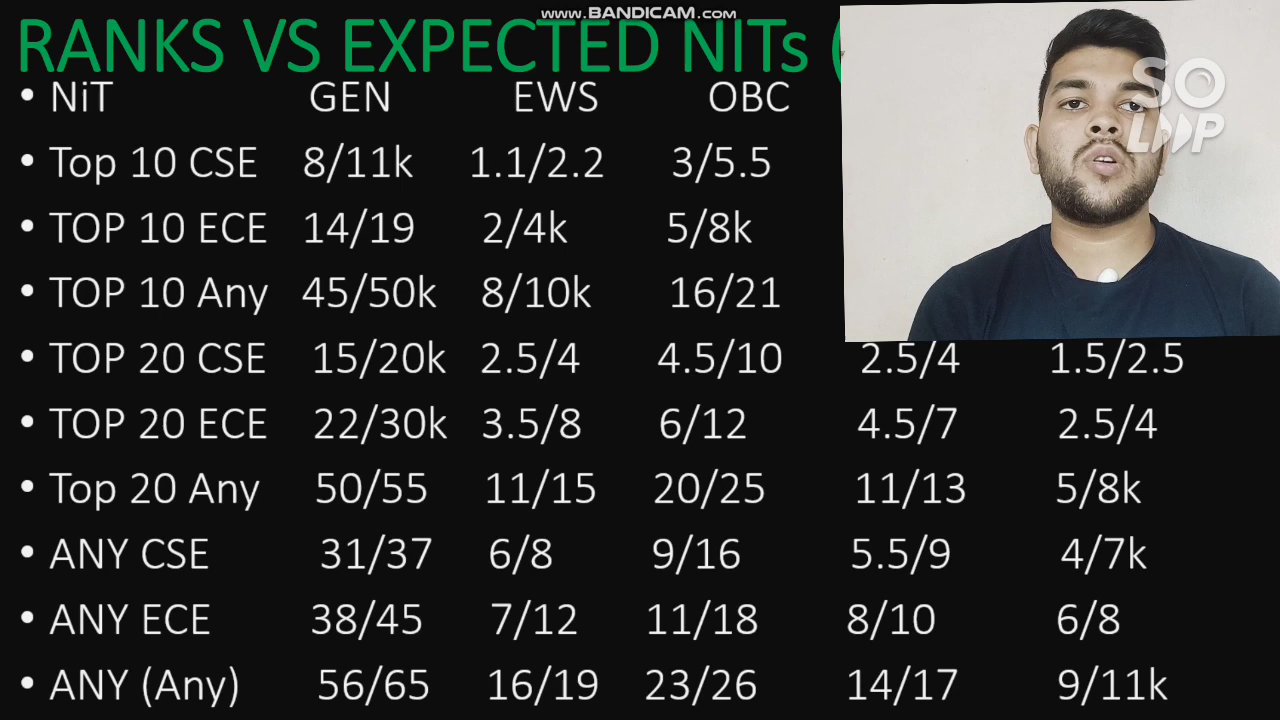 www.BANDICAM.com
RANKS VS EXPECTED NITs (
• NiT GEN EWS OBC
• Top 10 CSE 8/11k 1.1/2.2 3/5.5
• TOP 10 ECE 14/19 2/4k 5/8k
• TOP 10 Any 45/50k 8/10k 16/21
• TOP 20 CSE 15/20k 2.5/4 4.5/10 2.5/4 1.5/2.5
• TOP 20 ECE 22/30k 3.5/8 6/12 4.5/7 2.5/4
• Top 20 Any 50/55 11/15 20/25 11/13 5/8k
• ANY CSE 31/37 6/8 9/16 5.5/9 4/7k
• ANY ECE 38/45 7/12 11/18 8/10 6/8
• ANY (Any) 56/65 16/19 23/26 14/17 9/11k
SO
LP